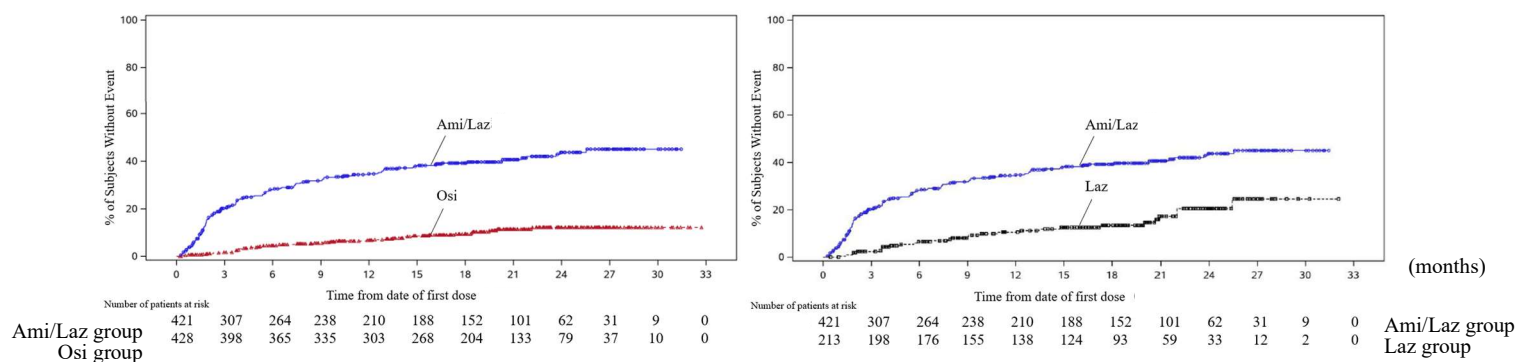 100
80
60
40
20
0
% of Subjects Without Event
Ami/Laz
Osi
0 3 6 9 12 15 18 21 24 27 30 33
Time from date of first dose
Number of patients at risk
Ami/Laz group 421 307 264 238 210 188 152 101 62 31 9 0
Osi group 428 398 365 335 303 268 204 133 79 37 10 0
100
80
60
40
20
0
% of Subjects Without Event
Ami/Laz
Laz
0 3 6 9 12 15 18 21 24 27 30 33
(months)
Time from date of first dose
Number of patients at risk
421 307 264 238 210 188 152 101 62 31 9 0 Ami/Laz group
213 198 176 155 138 124 93 59 33 12 2 0 Laz group